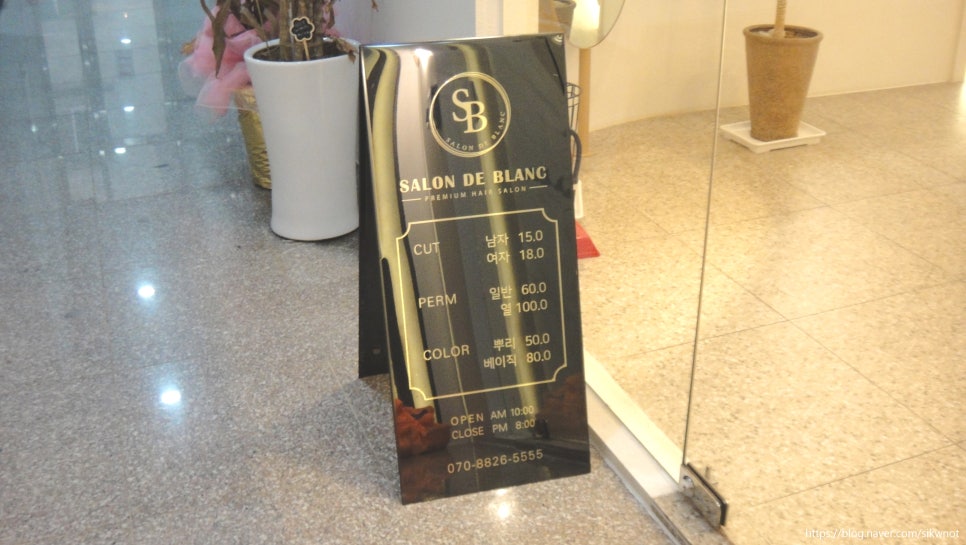 SB
SALON DE BLANC
SALON DE BLANC
PREMIUM HAIR SALON
CUT 남자 15.0
여자 18.0
PERM 일반 60.0
열 100.0
COLOR 뿌리 50.0
베이직 80.0
OPEN AM 10:00
CLOSE PM 8:00
070-8826-5555
https://blog.naver.com/sikwnot